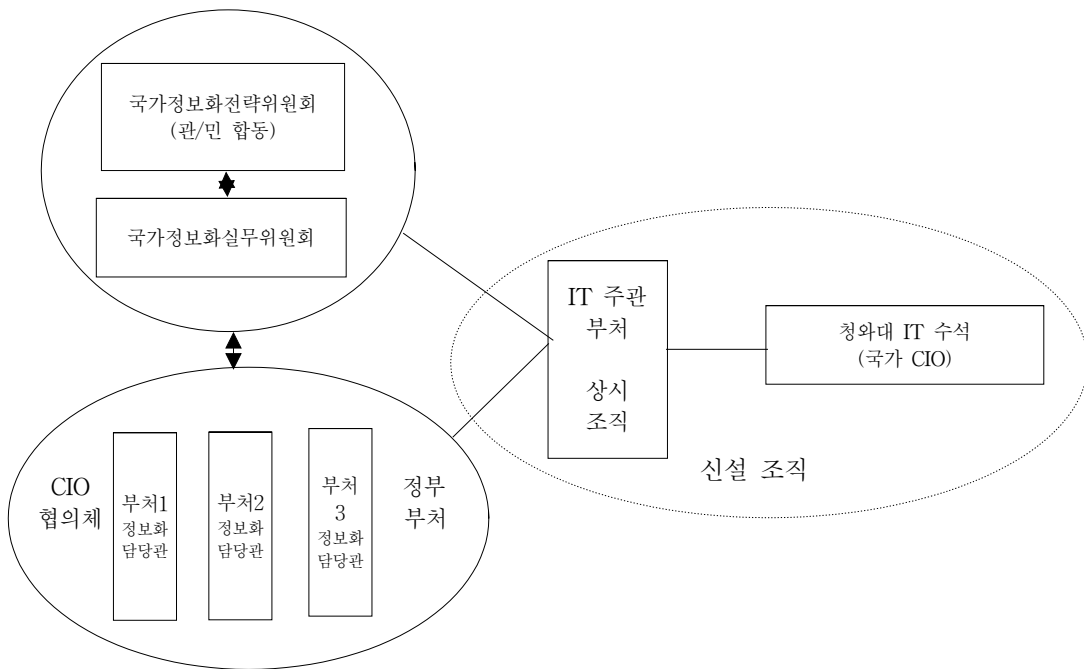 국가정보화전략위원회
(관/민 합동)
국가정보화실무위원회
IT 주관
부처
상시
조직
청와대 IT 수석
(국가 CIO)
신설 조직
CIO
협의체
부처1
정보화
담당관
부처2
정보화
담당관
부처
3
정보화
담당관
정부
부처